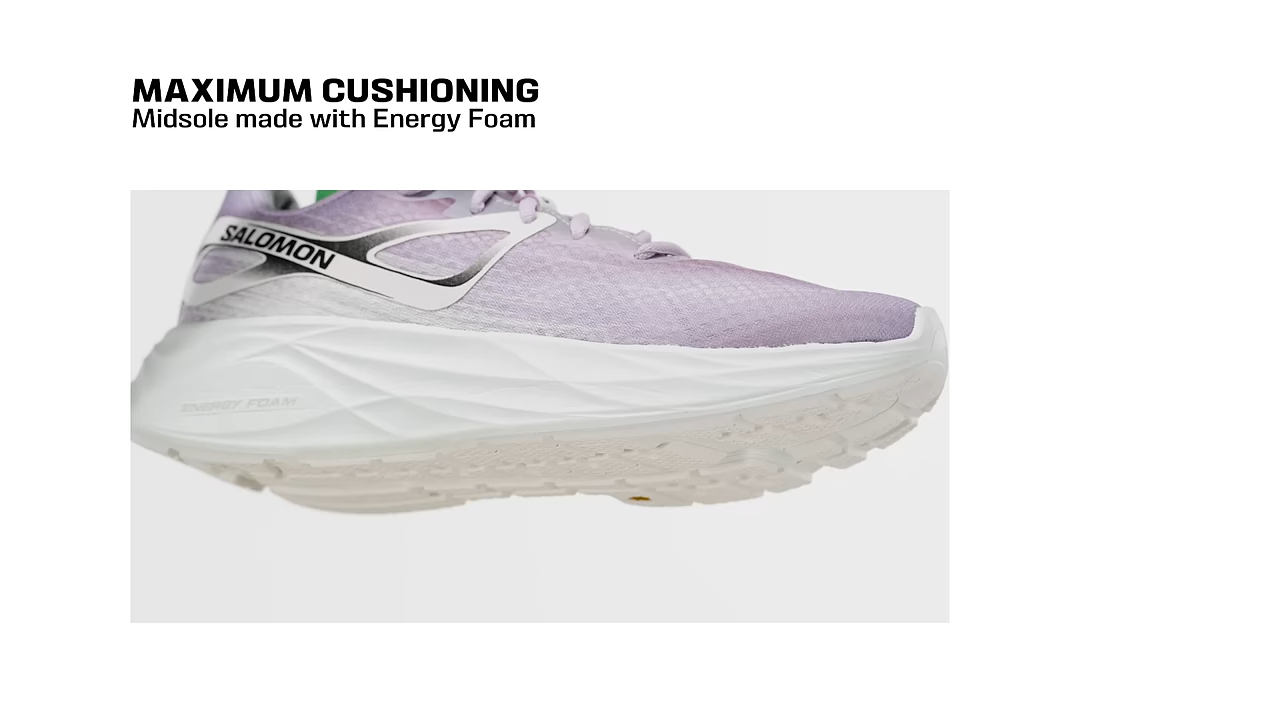 MAXIMUM CUSHIONING
Midsole made with Energy Foam
SALOMON
ENERGY FOAM